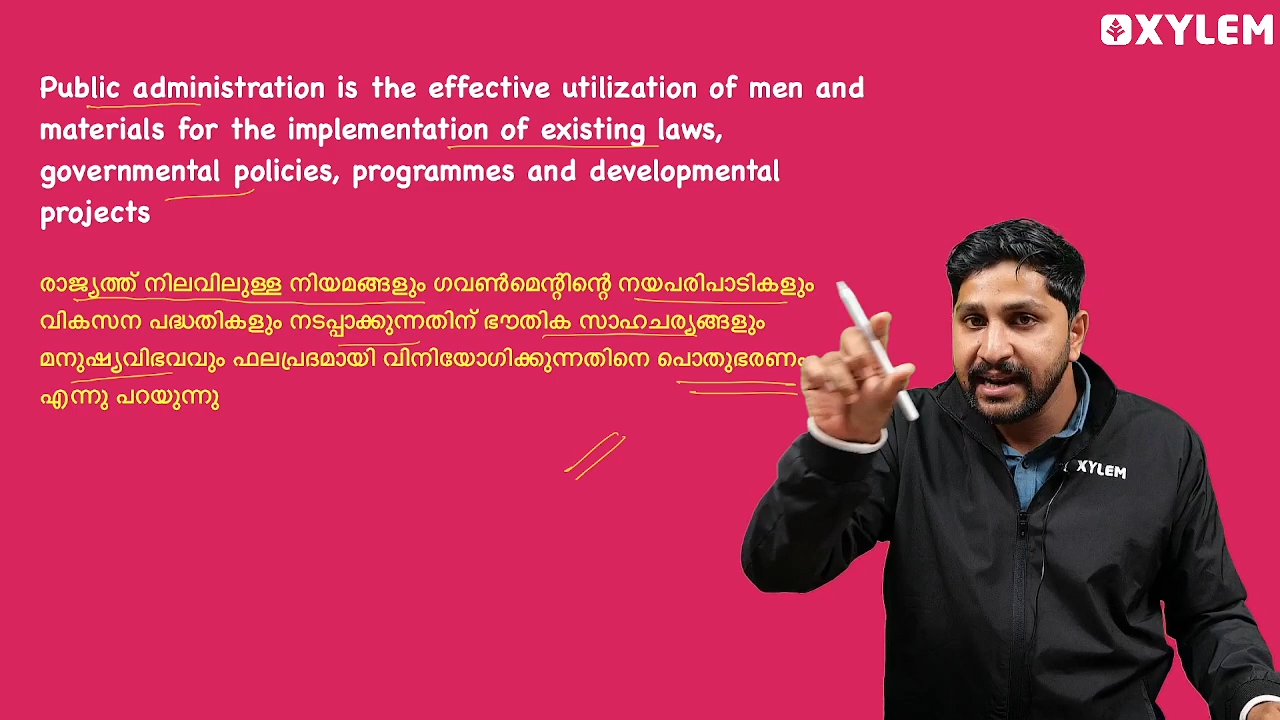 XYLEM
Public administration is the effective utilization of men and
materials for the implementation of existing laws,
governmental policies, programmes and developmental
projects
രാജ്യത്ത് നിലവിലുള്ള നിയമങ്ങളും ഗവൺമെന്റിന്റെ നയപരിപാടികളും
വികസന പദ്ധതികളും നടപ്പാക്കുന്നതിന് ഭൗതിക സാഹചര്യങ്ങളും
മനുഷ്യവിഭവവും ഫലപ്രദമായി വിനിയോഗിക്കുന്നതിനെ പൊതുഭരണം
എന്നു പറയുന്നു
XYLEM